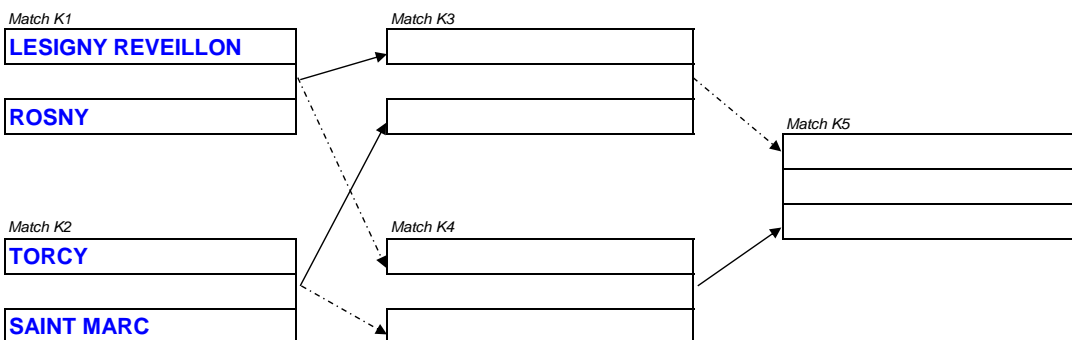 Match K1
LESIGNY REVEILLON
ROSNY
Match K2
TORCY
SAINT MARC
Match K3
Match K4
Match K5